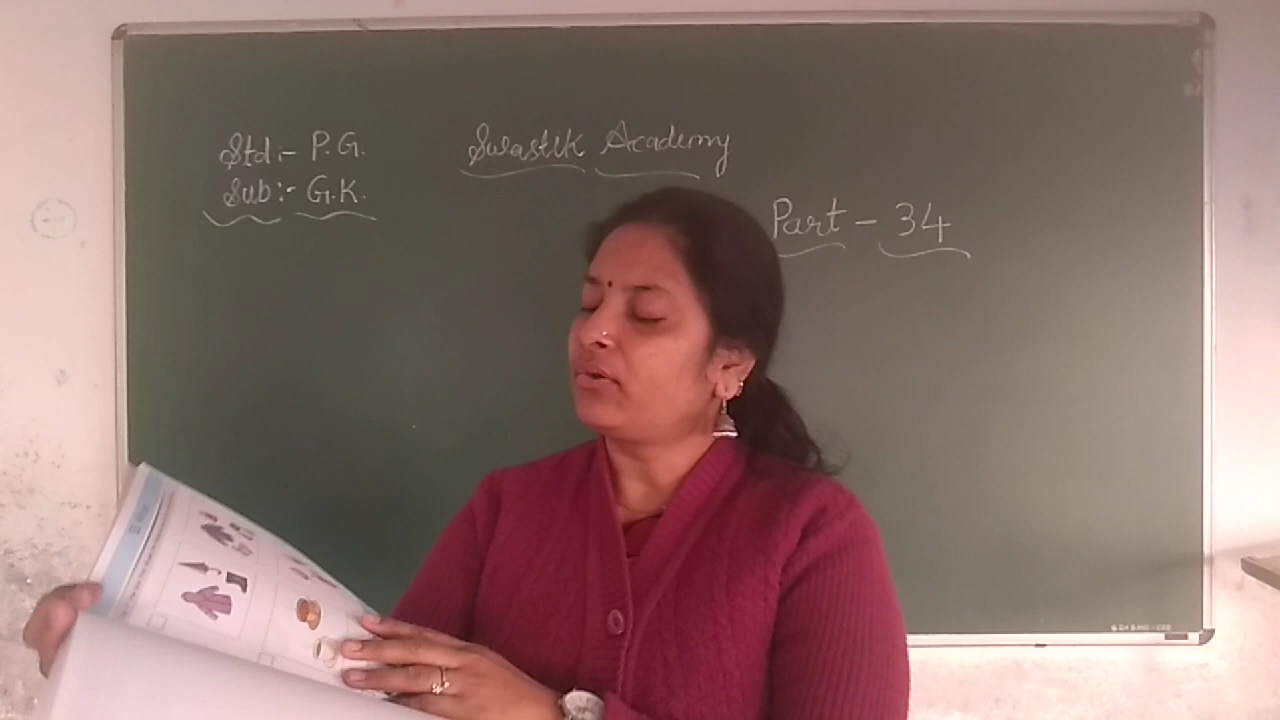 Std :- P.G.
Sub :- G.K.
Swastik Academy
Part - 34